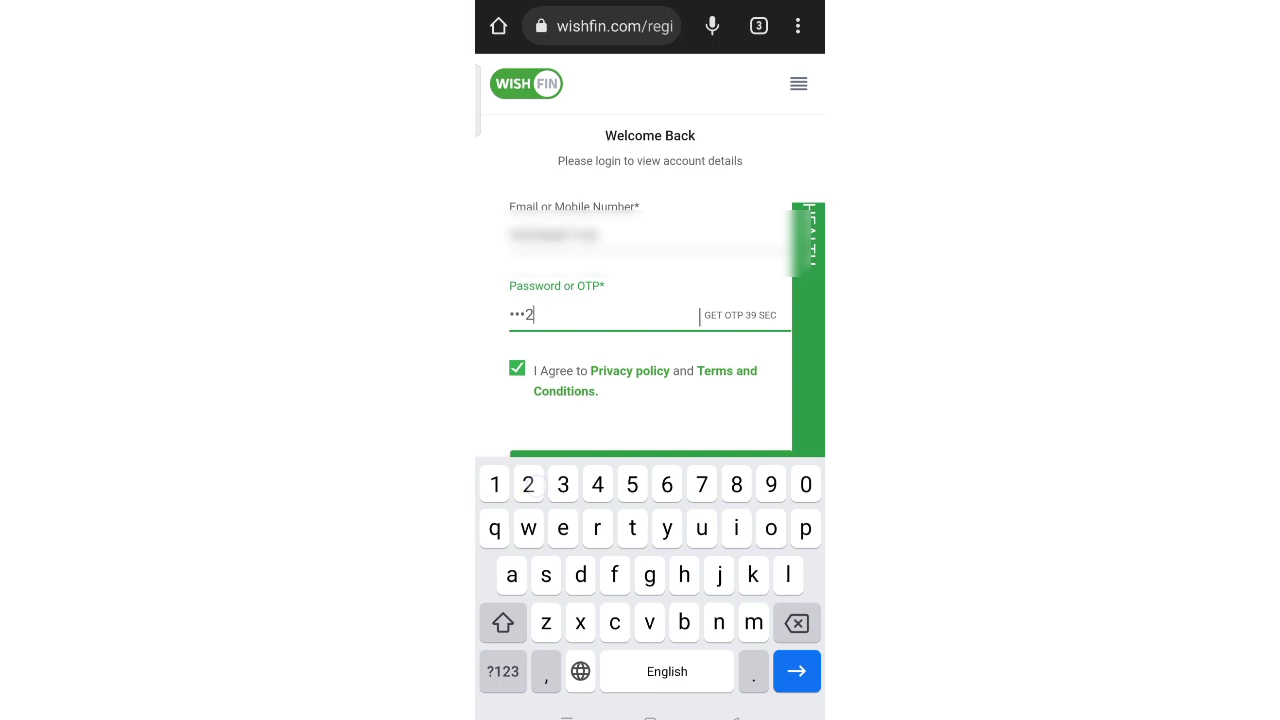 wishfin.com/regi
3
WISH FIN
Welcome Back
Please login to view account details
Email or Mobile Number*
HEALTH
Password or OTP*
•••2
GET OTP 39 SEC
I Agree to Privacy policy and Terms and
Conditions.
1 2 3 4 5 6 7 8 9 0
q w e r t y u i o p
a s d f g h j k l
z x c v b n m
?123 , English .